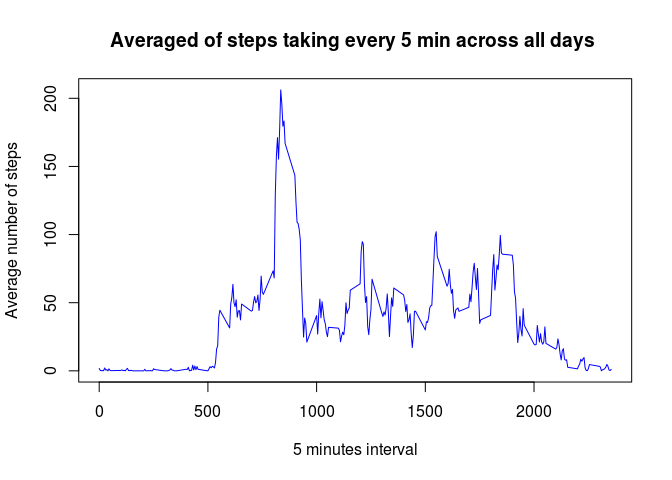 Averaged of steps taking every 5 min across all days
Average number of steps
200
150
100
50
0
0 500 1000 1500 2000
5 minutes interval